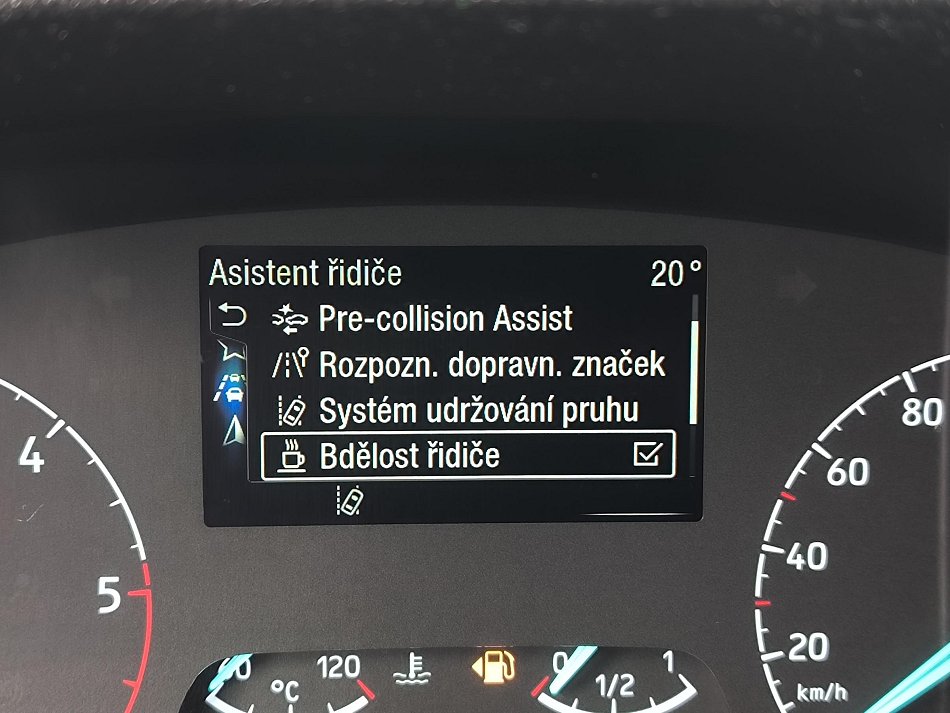 Asistent řidiče 20°
Pre-collision Assist
Rozpozn. dopravn. značek
Systém udržování pruhu
Bdělost řidiče
4
5
80
60
40
20
km/h
60 120
°C
0 1/2 1